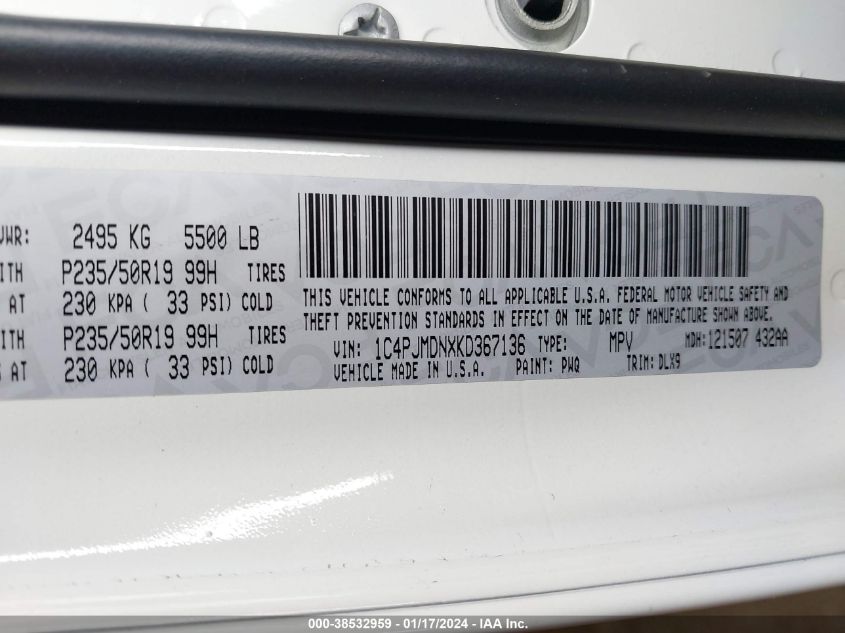 VWR: 2495 KG 5500 LB
ITH P235/50R19 99H TIRES
AT 230 KPA ( 33 PSI) COLD
ITH P235/50R19 99H TIRES
S AT 230 KPA ( 33 PSI) COLD
THIS VEHICLE CONFORMS TO ALL APPLICABLE U.S.A. FEDERAL MOTOR VEHICLE SAFETY AND
THEFT PREVENTION STANDARDS IN EFFECT ON THE DATE OF MANUFACTURE SHOWN ABOVE.
VIN: 1C4PJMDNXKD367136 TYPE: MPV MDH: 121507 432AA
VEHICLE MADE IN U.S.A. PAINT: PWQ TRIM: DLX9
000-38532959 - 01/17/2024 - IAA Inc.